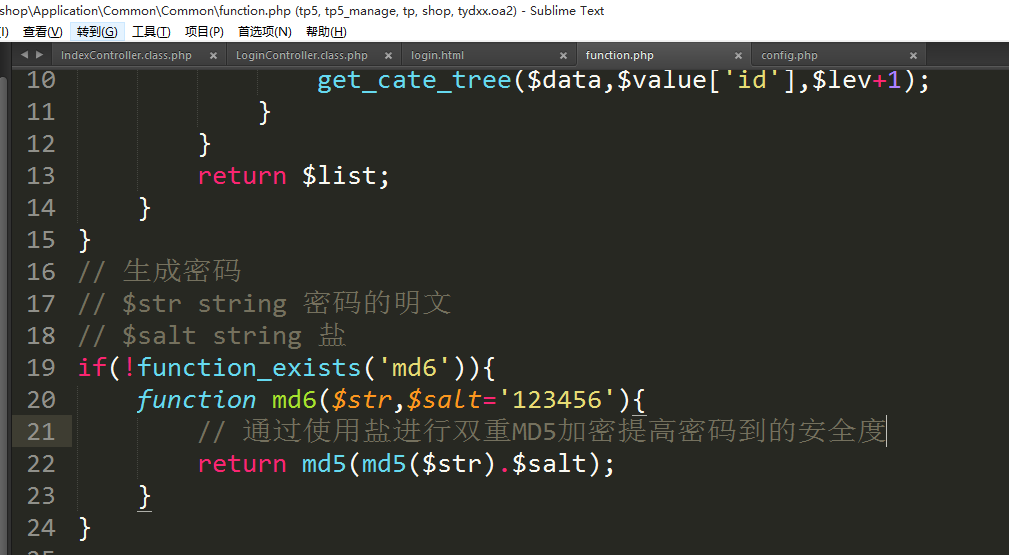 shop\Application\Common\Common\function.php (tp5, tp5_manage, tp, shop, tydxx.oa2) - Sublime Text
查看(V) 转到(G) 工具(T) 项目(P) 首选项(N) 帮助(H)
IndexController.class.php × LoginController.class.php × login.html × function.php × config.php ×
10 get_cate_tree($data,$value['id'],$lev+1);
11 }
12 }
13 return $list;
14 }
15 }
16 // 生成密码
17 // $str string 密码的明文
18 // $salt string 盐
19 if(!function_exists('md6')){
20 function md6($str,$salt='123456'){
21 // 通过使用盐进行双重MD5加密提高密码到的安全度
22 return md5(md5($str).$salt);
23 }
24 }